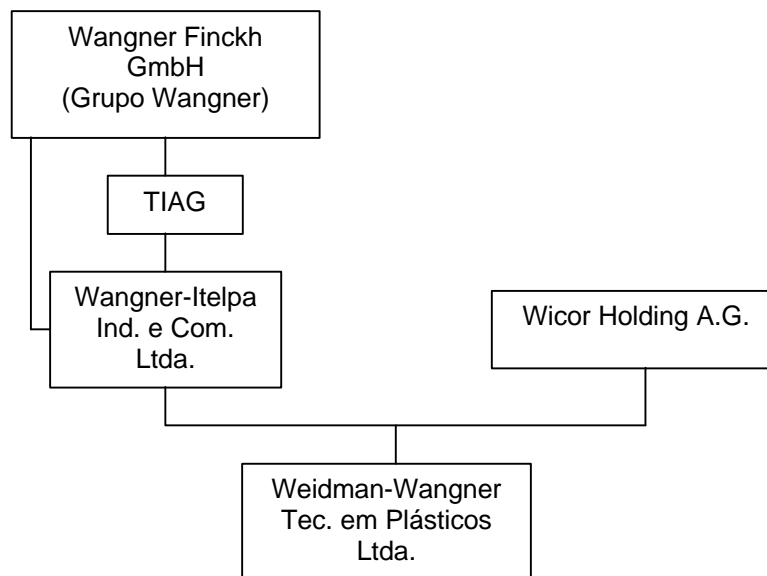 Wangner Finckh
GmbH
(Grupo Wangner)
TIAG
Wangner-Itelpa
Ind. e Com.
Ltda.
Wicor Holding A.G.
Weidman-Wangner
Tec. em Plásticos
Ltda.